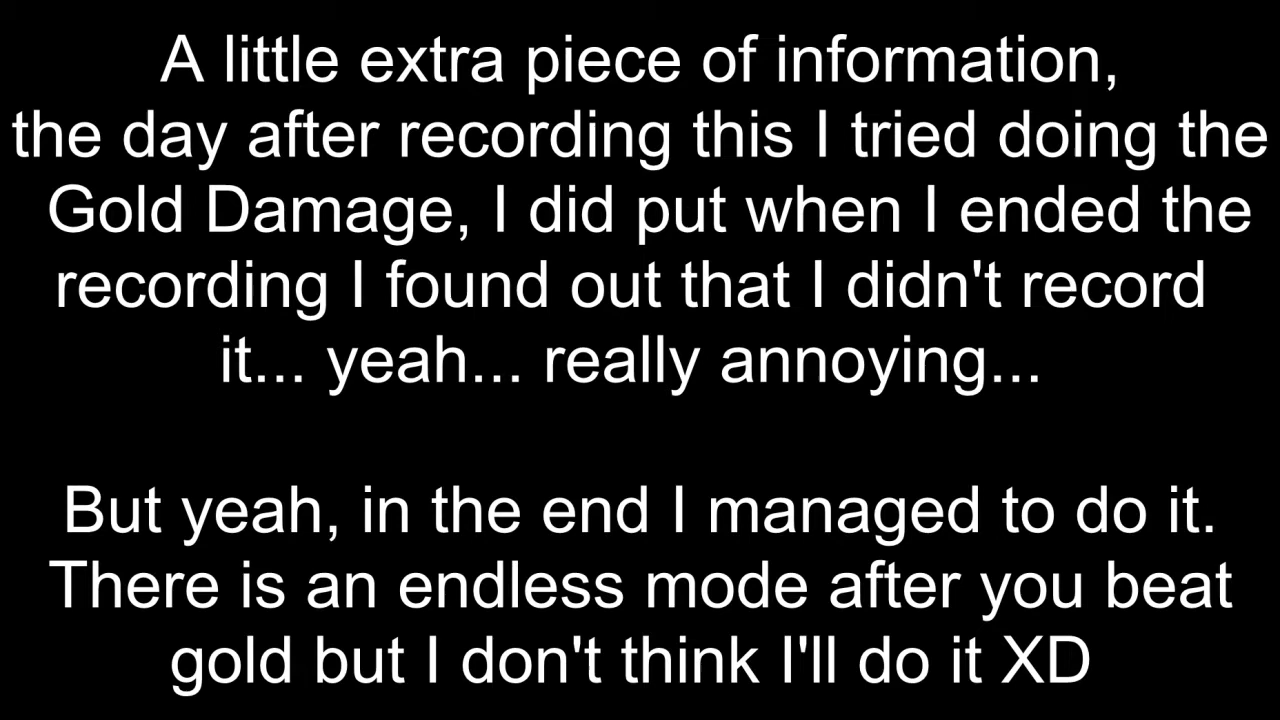 A little extra piece of information,
the day after recording this I tried doing the
Gold Damage, I did put when I ended the
recording I found out that I didn't record
it... yeah... really annoying...
But yeah, in the end I managed to do it.
There is an endless mode after you beat
gold but I don't think I'll do it XD